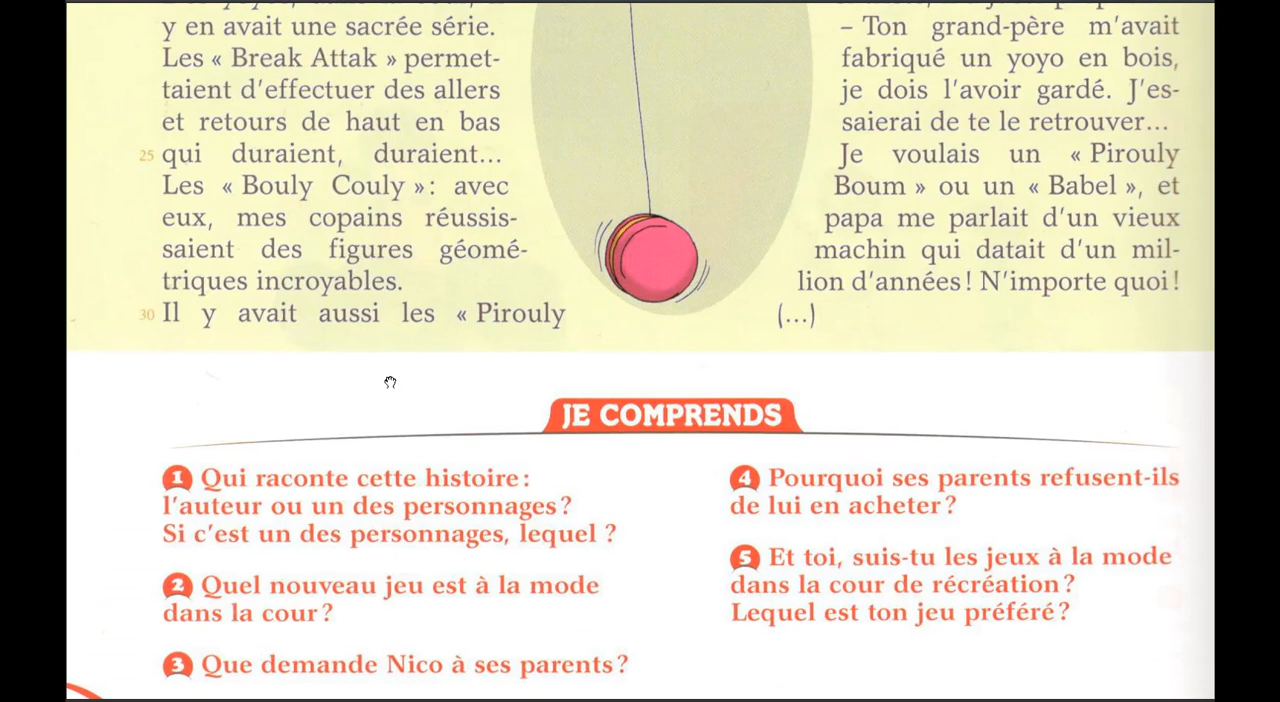 y en avait une sacrée série.
Les « Break Attak » permet-
taient d'effectuer des allers
et retours de haut en bas
25 qui duraient, duraient...
Les « Bouly Couly » : avec
eux, mes copains réussis-
saient des figures géomé-
triques incroyables.
30 Il y avait aussi les « Pirouly
– Ton grand-père m'avait
fabriqué un yoyo en bois,
je dois l'avoir gardé. J'es-
saierai de te le retrouver...
Je voulais un « Pirouly
Boum » ou un « Babel », et
papa me parlait d'un vieux
machin qui datait d'un mil-
lion d'années ! N'importe quoi !
(...)
JE COMPRENDS
1 Qui raconte cette histoire :
l'auteur ou un des personnages ?
Si c'est un des personnages, lequel ?
2 Quel nouveau jeu est à la mode
dans la cour ?
3 Que demande Nico à ses parents ?
4 Pourquoi ses parents refusent-ils
de lui en acheter ?
5 Et toi, suis-tu les jeux à la mode
dans la cour de récréation ?
Lequel est ton jeu préféré ?